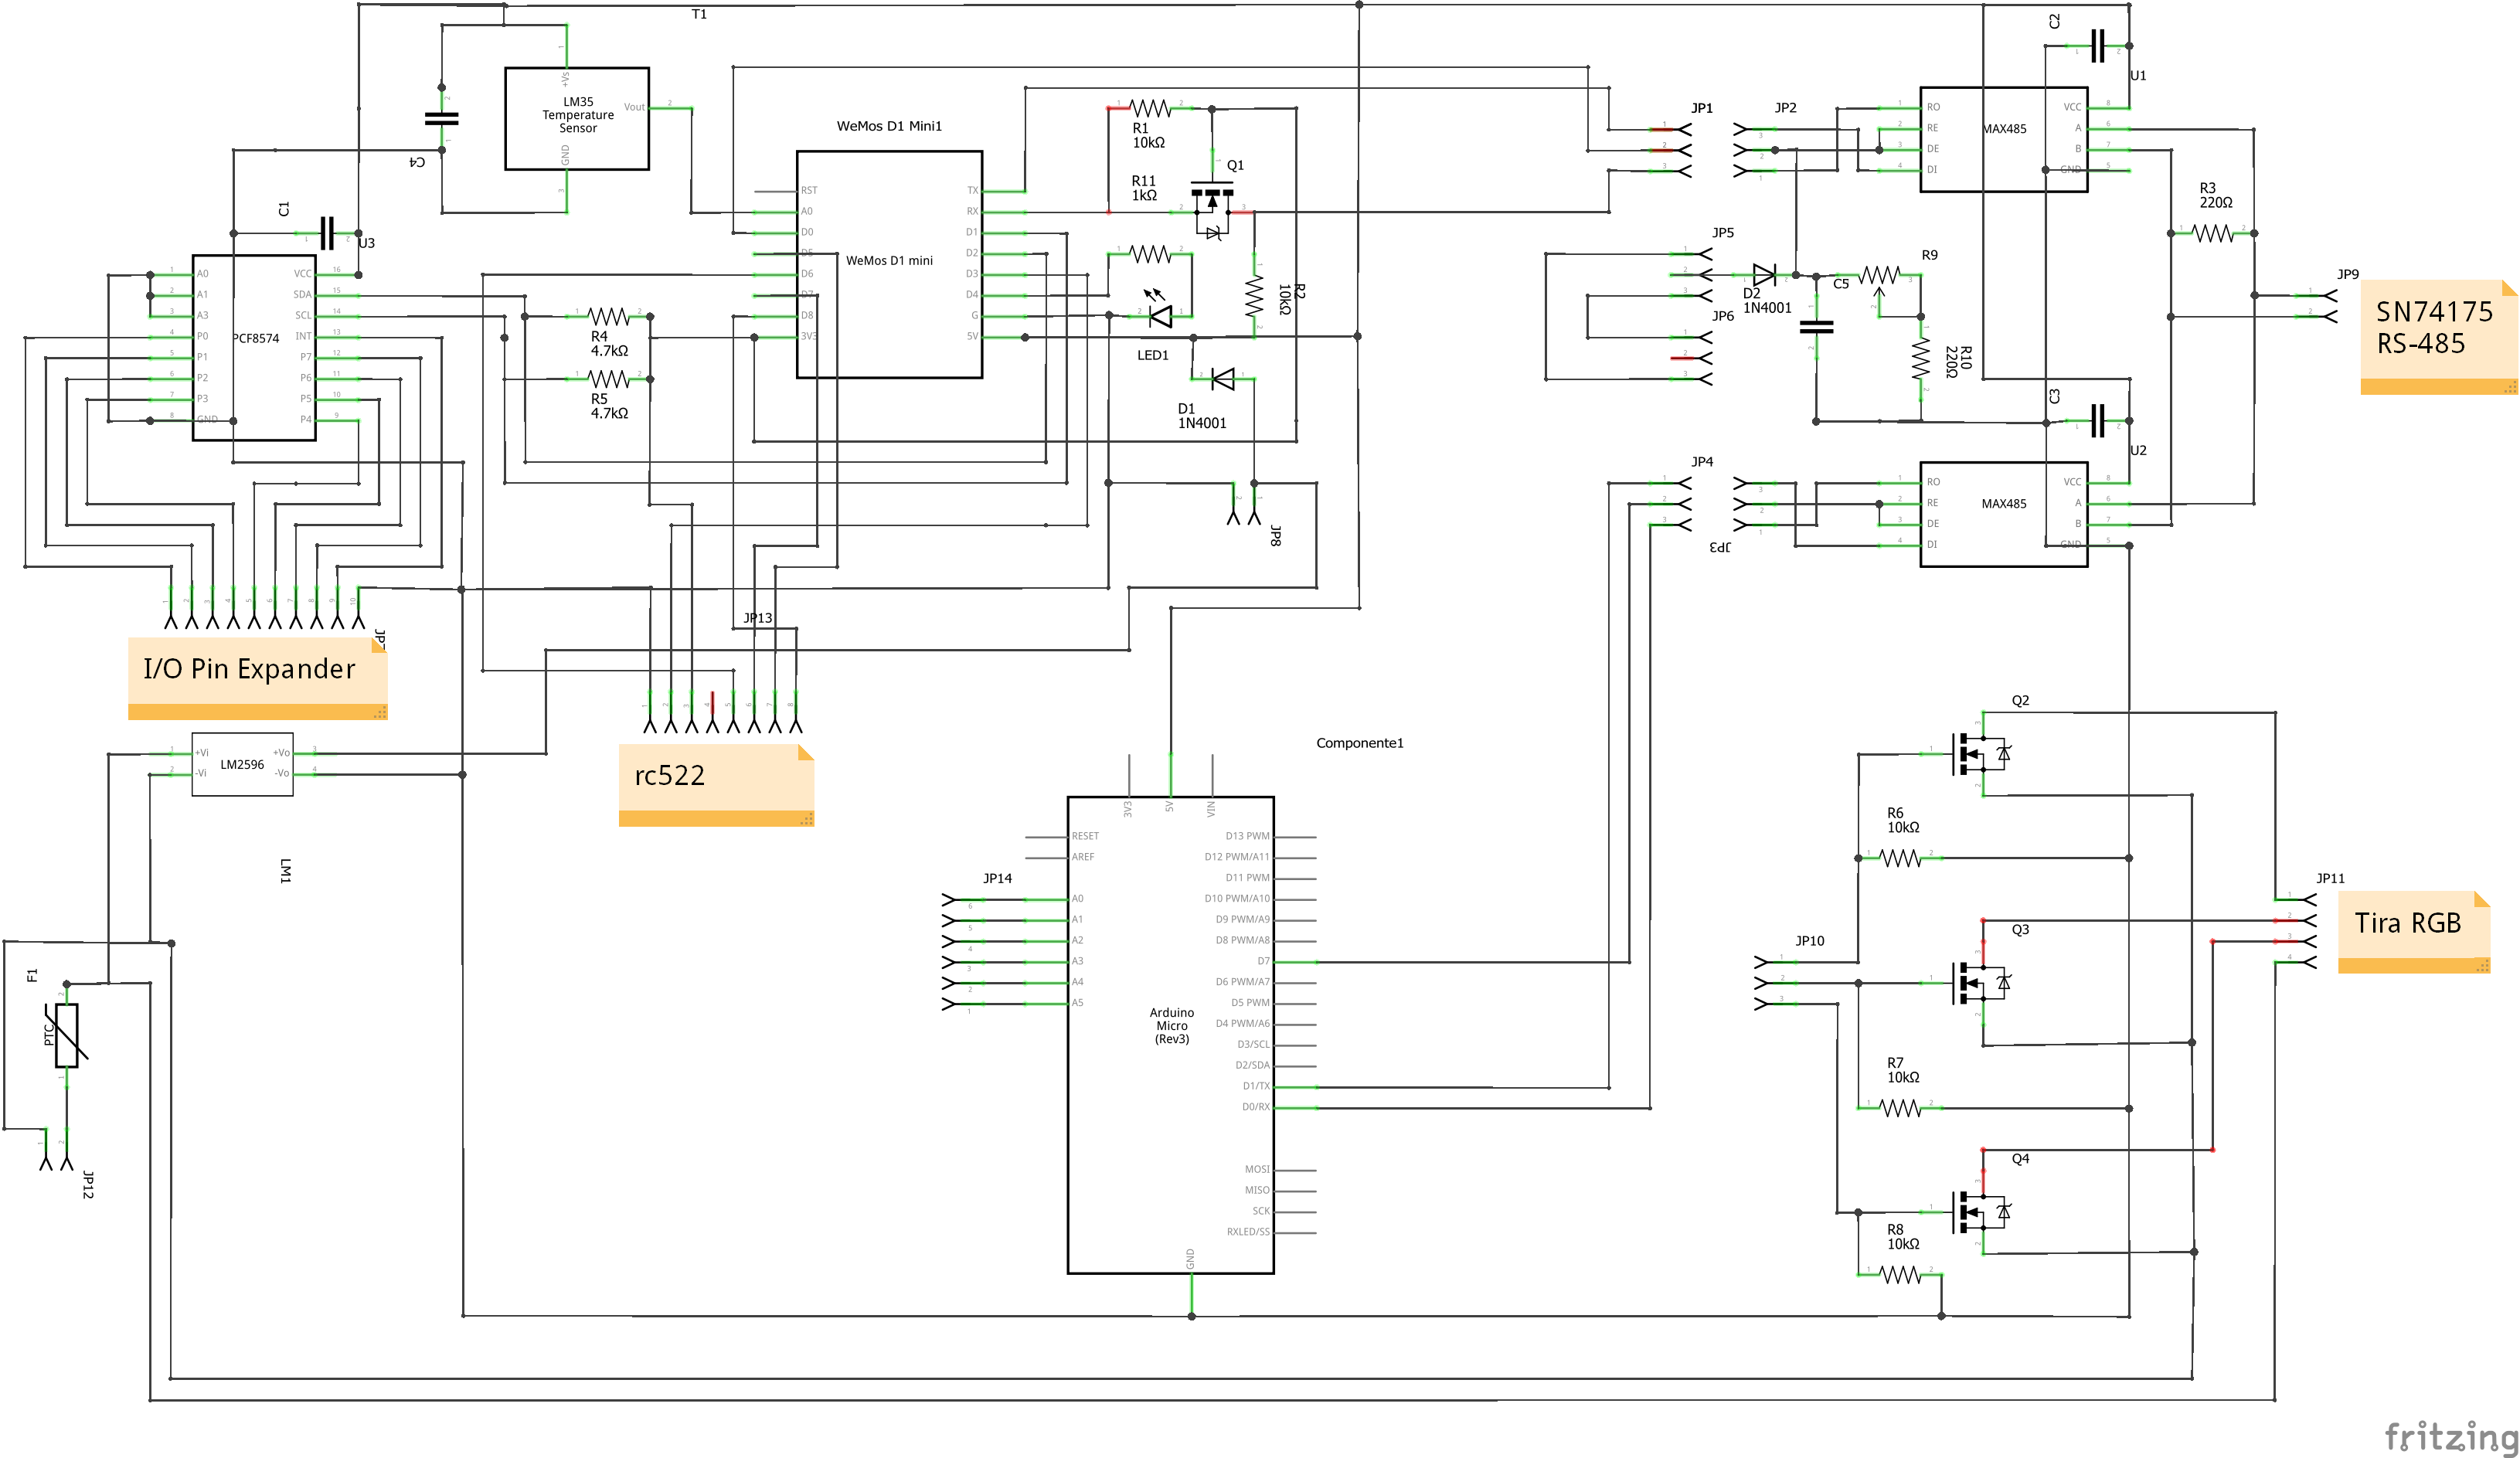 T1
C2
U1
LM35
Temperature
Sensor
+Vs
Vout
GND
C4
WeMos D1 Mini1
R1
10kΩ
Q1
R11
1kΩ
JP1
JP2
RO
RE
DE
DI
MAX485
VCC
A
B
GND
R3
220Ω
C1
U3
A0
A1
A3
P0
P1
P2
P3
GND
PCF8574
VCC
SDA
SCL
INT
P7
P6
P5
P4
RST
A0
D0
D5
D6
D7
D8
3V3
WeMos D1 mini
TX
RX
D1
D2
D3
D4
G
5V
R4
4.7kΩ
R5
4.7kΩ
R2
10kΩ
LED1
D1
1N4001
JP5
JP6
D2
1N4001
C5
R9
R10
220Ω
C3
U2
JP9
SN74175
RS-485
JP8
JP4
JP3
RO
RE
DE
DI
MAX485
VCC
A
B
GND
I/O Pin Expander
JP13
rc522
+Vi
-Vi
LM2596
+Vo
-Vo
LM1
F1
PTC
JP12
Componente1
3V3
5V
VIN
RESET
AREF
JP14
A0
A1
A2
A3
A4
A5
Arduino
Micro
(Rev3)
D13 PWM
D12 PWM/A11
D11 PWM
D10 PWM/A10
D9 PWM/A9
D8 PWM/A8
D7
D6 PWM/A7
D5 PWM
D4 PWM/A6
D3/SCL
D2/SDA
D1/TX
D0/RX
MOSI
MISO
SCK
RXLED/SS
GND
Q2
R6
10kΩ
JP10
Q3
R7
10kΩ
Q4
R8
10kΩ
JP11
Tira RGB
fritzing